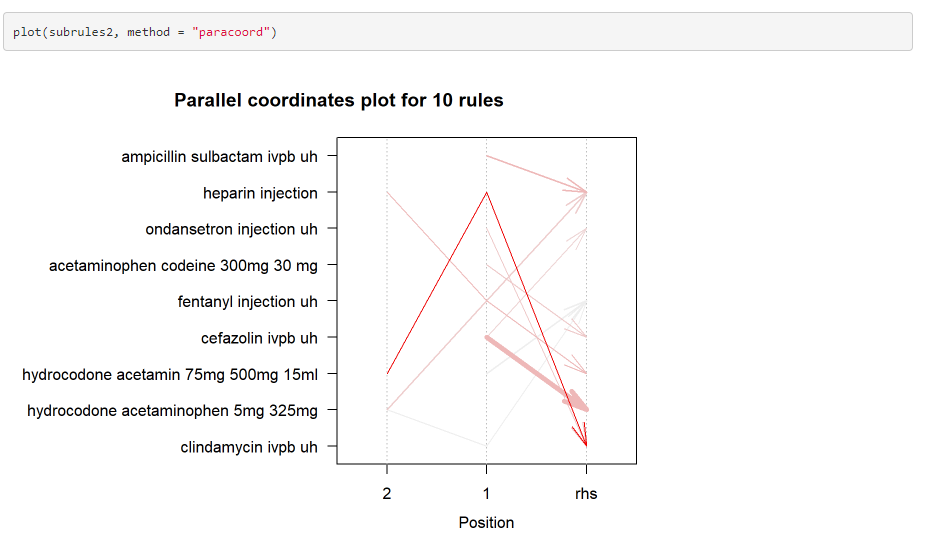 plot(subrules2, method = "paracoord")
Parallel coordinates plot for 10 rules
ampicillin sulbactam ivpb uh
heparin injection
ondansetron injection uh
acetaminophen codeine 300mg 30 mg
fentanyl injection uh
cefazolin ivpb uh
hydrocodone acetamin 75mg 500mg 15ml
hydrocodone acetaminophen 5mg 325mg
clindamycin ivpb uh
2 1 rhs
Position